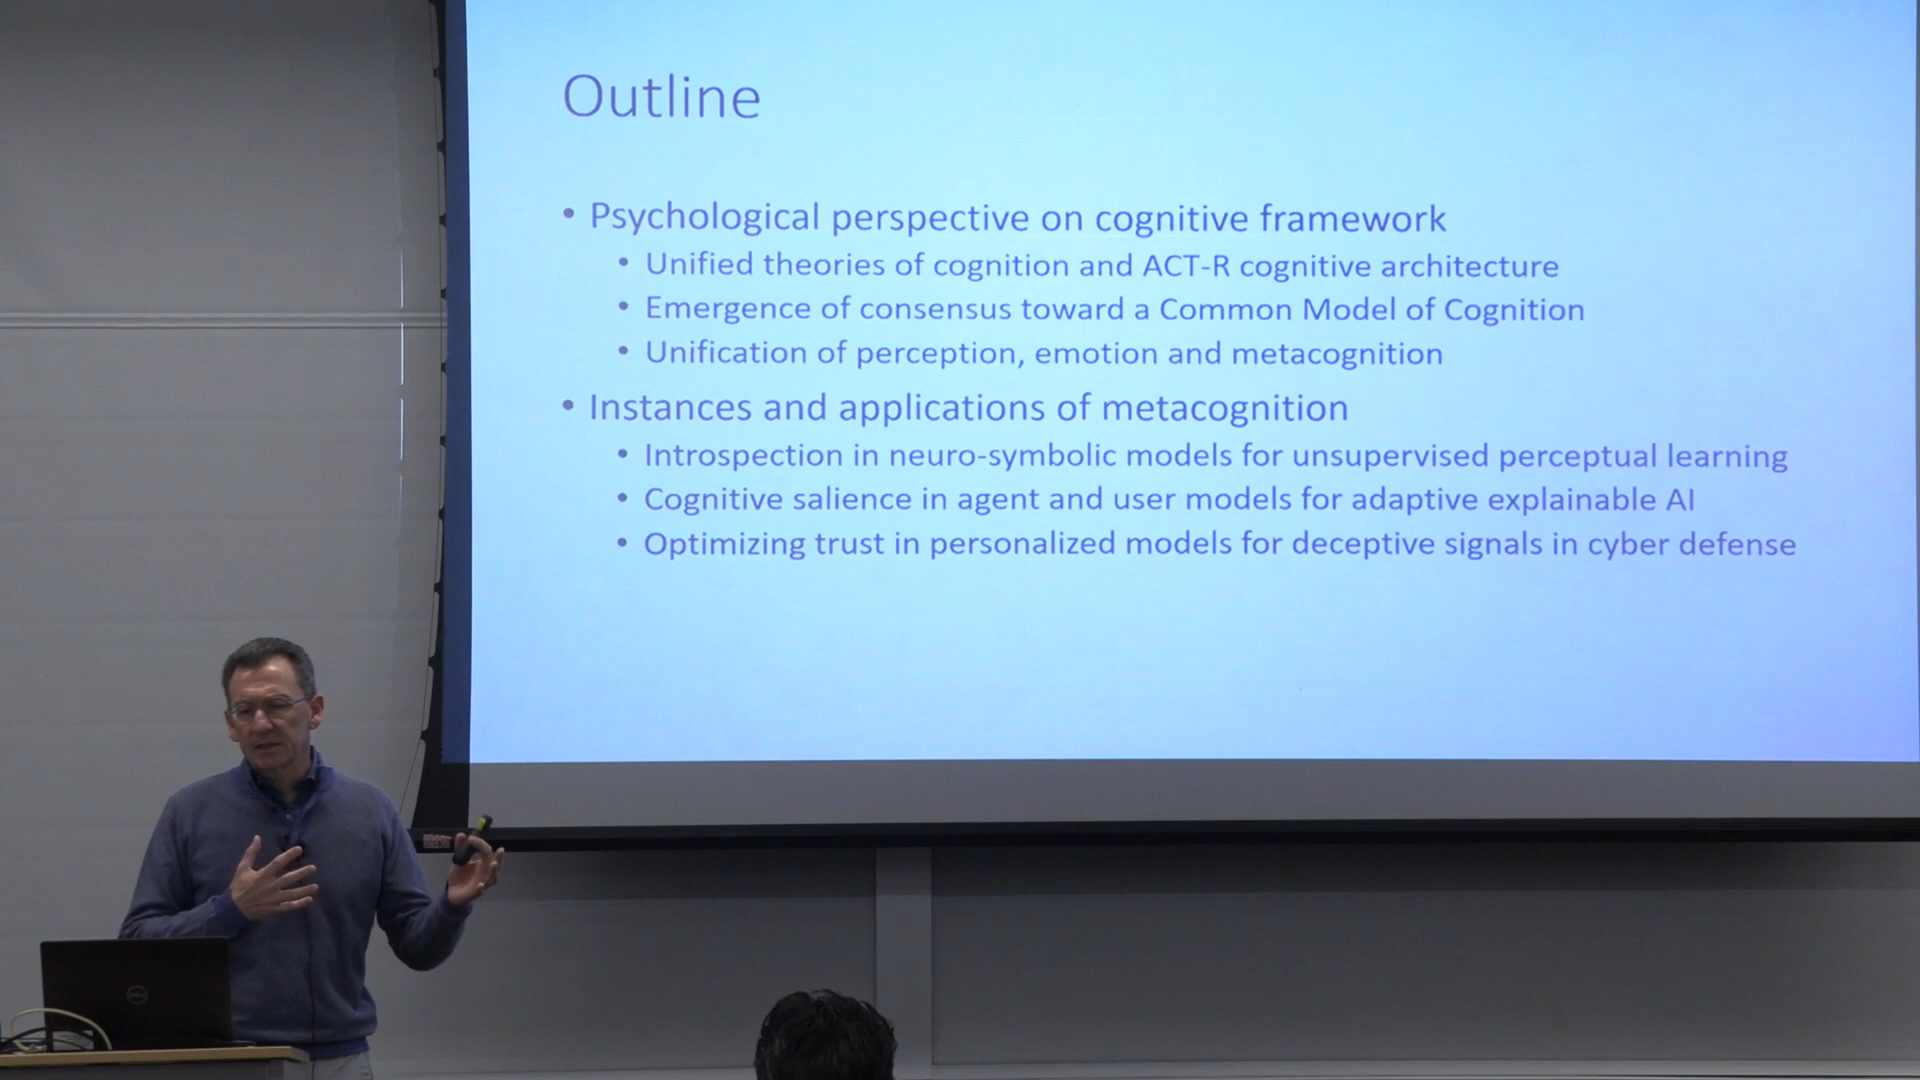 Outline
• Psychological perspective on cognitive framework
• Unified theories of cognition and ACT-R cognitive architecture
• Emergence of consensus toward a Common Model of Cognition
• Unification of perception, emotion and metacognition
• Instances and applications of metacognition
• Introspection in neuro-symbolic models for unsupervised perceptual learning
• Cognitive salience in agent and user models for adaptive explainable AI
• Optimizing trust in personalized models for deceptive signals in cyber defense
DELL